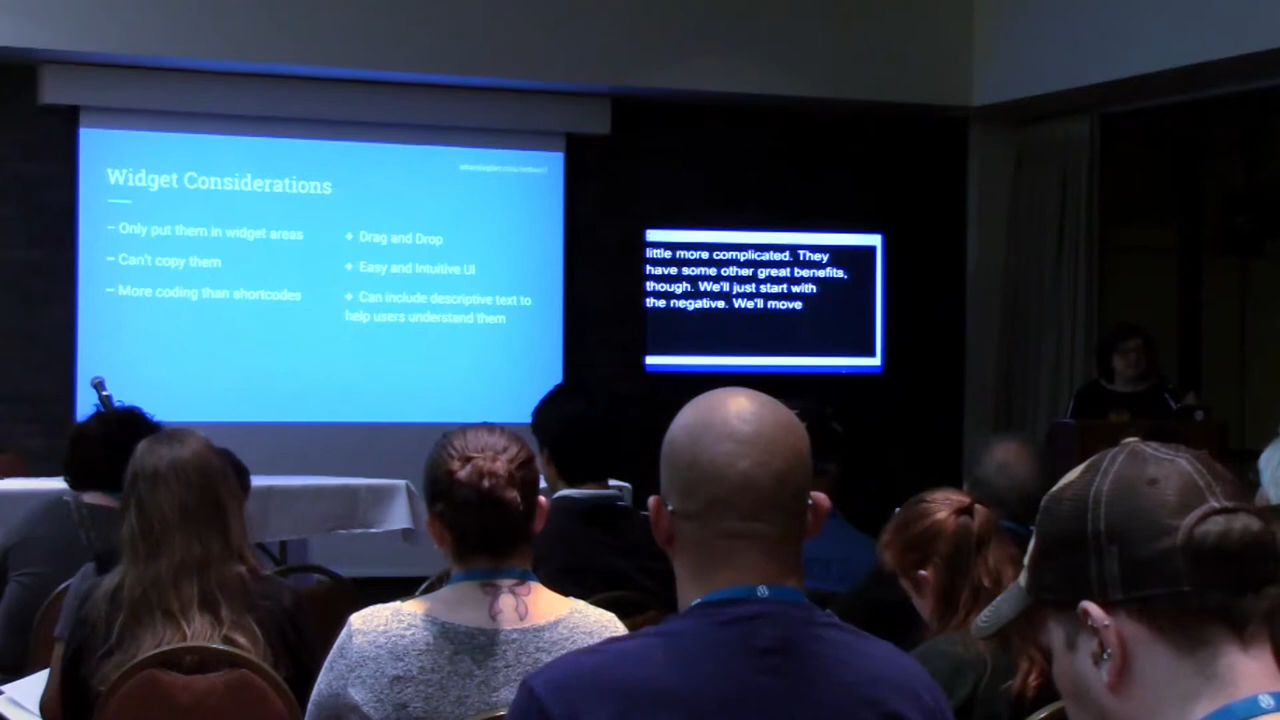 Widget Considerations
– Only put them in widget areas
– Can't copy them
– More coding than shortcodes
+ Drag and Drop
+ Easy and Intuitive UI
+ Can include descriptive text to
help users understand them
little more complicated. They
have some other great benefits,
though. We'll just start with
the negative. We'll move